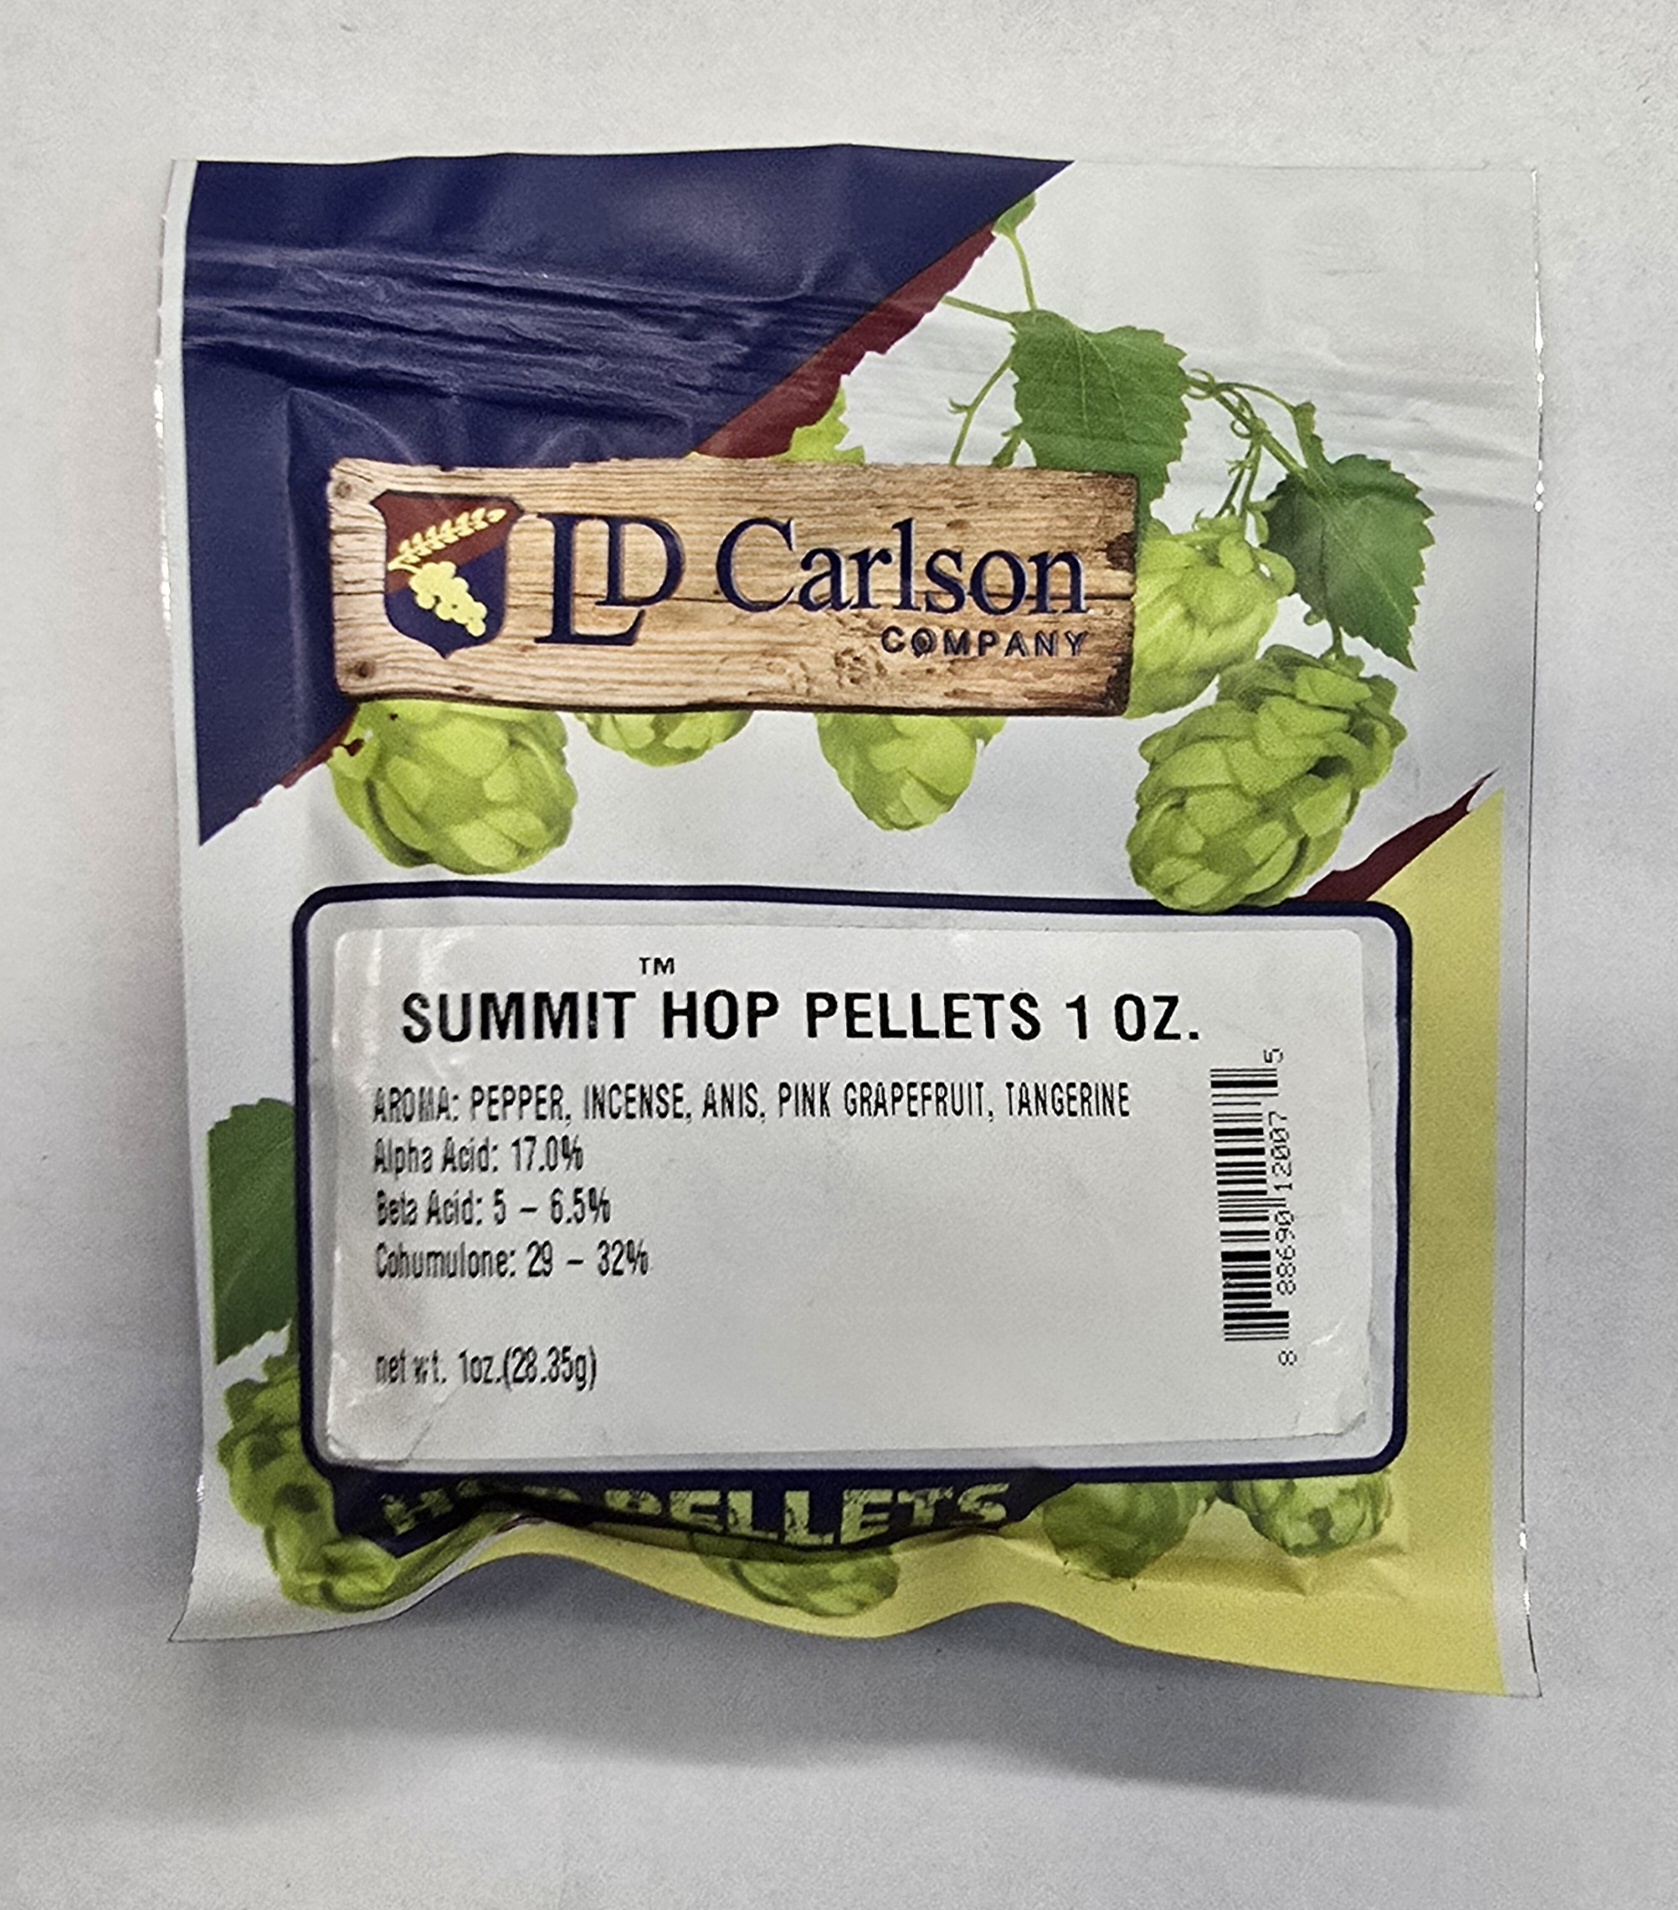 LD Carlson
COMPANY
TM
SUMMIT HOP PELLETS 1 OZ.
AROMA: PEPPER, INCENSE, ANIS, PINK GRAPEFRUIT, TANGERINE
Alpha Acid: 17.0%
Beta Acid: 5 – 6.5%
Cohumulone: 29 – 32%
net wt. 1oz.(28.35g)
8 88690 12007 5
HOP PELLETS